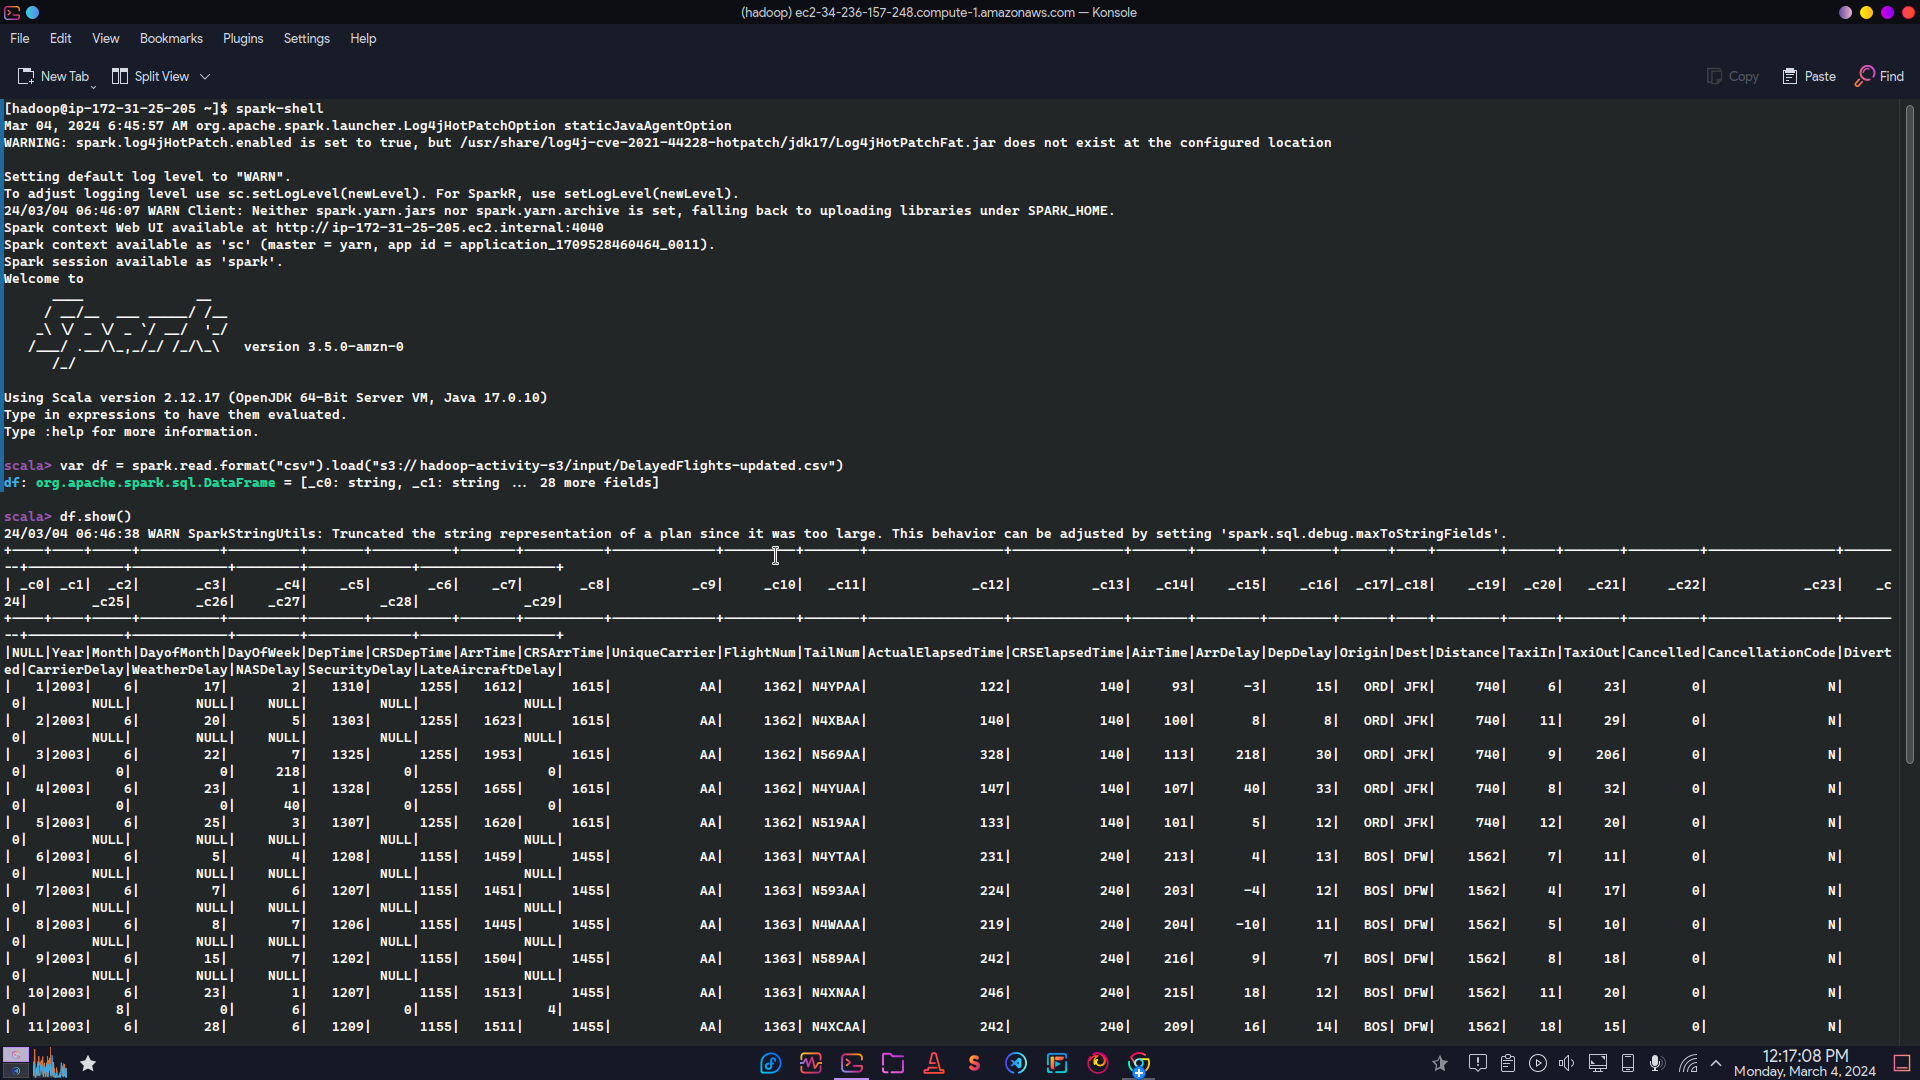 (hadoop) ec2-34-236-157-248.compute-1.amazonaws.com — Konsole
File Edit View Bookmarks Plugins Settings Help
New Tab Split View Copy Paste Find
[hadoop@ip-172-31-25-205 ~]$ spark-shell
Mar 04, 2024 6:45:57 AM org.apache.spark.launcher.Log4jHotPatchOption staticJavaAgentOption
WARNING: spark.log4jHotPatch.enabled is set to true, but /usr/share/log4j-cve-2021-44228-hotpatch/jdk17/Log4jHotPatchFat.jar does not exist at the configured location
Setting default log level to "WARN".
To adjust logging level use sc.setLogLevel(newLevel). For SparkR, use setLogLevel(newLevel).
24/03/04 06:46:07 WARN Client: Neither spark.yarn.jars nor spark.yarn.archive is set, falling back to uploading libraries under SPARK_HOME.
Spark context Web UI available at http://ip-172-31-25-205.ec2.internal:4040
Spark context available as 'sc' (master = yarn, app id = application_1709528460464_0011).
Spark session available as 'spark'.
Welcome to
version 3.5.0-amzn-0
Using Scala version 2.12.17 (OpenJDK 64-Bit Server VM, Java 17.0.10)
Type in expressions to have them evaluated.
Type :help for more information.
scala> var df = spark.read.format("csv").load("s3://hadoop-activity-s3/input/DelayedFlights-updated.csv")
df: org.apache.spark.sql.DataFrame = [_c0: string, _c1: string ... 28 more fields]
scala> df.show()
24/03/04 06:46:38 WARN SparkStringUtils: Truncated the string representation of a plan since it was too large. This behavior can be adjusted by setting 'spark.sql.debug.maxToStringFields'.
| _c0| _c1| _c2| _c3| _c4| _c5| _c6| _c7| _c8| _c9| _c10| _c11| _c12| _c13| _c14| _c15| _c16| _c17|_c18| _c19| _c20| _c21| _c22| _c23| _c
24| _c25| _c26| _c27| _c28| _c29|
|NULL|Year|Month|DayofMonth|DayOfWeek|DepTime|CRSDepTime|ArrTime|CRSArrTime|UniqueCarrier|FlightNum|TailNum|ActualElapsedTime|CRSElapsedTime|AirTime|ArrDelay|DepDelay|Origin|Dest|Distance|TaxiIn|TaxiOut|Cancelled|CancellationCode|Divert
ed|CarrierDelay|WeatherDelay|NASDelay|SecurityDelay|LateAircraftDelay|
| 1|2003| 6| 17| 2| 1310| 1255| 1612| 1615| AA| 1362| N4YPAA| 122| 140| 93| -3| 15| ORD| JFK| 740| 6| 23| 0| N|
0| NULL| NULL| NULL| NULL| NULL|
| 2|2003| 6| 20| 5| 1303| 1255| 1623| 1615| AA| 1362| N4XBAA| 140| 140| 100| 8| 8| ORD| JFK| 740| 11| 29| 0| N|
0| NULL| NULL| NULL| NULL| NULL|
| 3|2003| 6| 22| 7| 1325| 1255| 1953| 1615| AA| 1362| N569AA| 328| 140| 113| 218| 30| ORD| JFK| 740| 9| 206| 0| N|
0| 0| 0| 218| 0| 0|
| 4|2003| 6| 23| 1| 1328| 1255| 1655| 1615| AA| 1362| N4YUAA| 147| 140| 107| 40| 33| ORD| JFK| 740| 8| 32| 0| N|
0| 0| 0| 40| 0| 0|
| 5|2003| 6| 25| 3| 1307| 1255| 1620| 1615| AA| 1362| N519AA| 133| 140| 101| 5| 12| ORD| JFK| 740| 12| 20| 0| N|
0| NULL| NULL| NULL| NULL| NULL|
| 6|2003| 6| 5| 4| 1208| 1155| 1459| 1455| AA| 1363| N4YTAA| 231| 240| 213| 4| 13| BOS| DFW| 1562| 7| 11| 0| N|
0| NULL| NULL| NULL| NULL| NULL|
| 7|2003| 6| 7| 6| 1207| 1155| 1451| 1455| AA| 1363| N593AA| 224| 240| 203| -4| 12| BOS| DFW| 1562| 4| 17| 0| N|
0| NULL| NULL| NULL| NULL| NULL|
| 8|2003| 6| 8| 7| 1206| 1155| 1445| 1455| AA| 1363| N4WAAA| 219| 240| 204| -10| 11| BOS| DFW| 1562| 5| 10| 0| N|
0| NULL| NULL| NULL| NULL| NULL|
| 9|2003| 6| 15| 7| 1202| 1155| 1504| 1455| AA| 1363| N589AA| 242| 240| 216| 9| 7| BOS| DFW| 1562| 8| 18| 0| N|
0| NULL| NULL| NULL| NULL| NULL|
| 10|2003| 6| 23| 1| 1207| 1155| 1513| 1455| AA| 1363| N4XNAA| 246| 240| 215| 18| 12| BOS| DFW| 1562| 11| 20| 0| N|
0| 8| 0| 6| 0| 4|
| 11|2003| 6| 28| 6| 1209| 1155| 1511| 1455| AA| 1363| N4XCAA| 242| 240| 209| 16| 14| BOS| DFW| 1562| 18| 15| 0| N|
12:17:08 PM
Monday, March 4, 2024